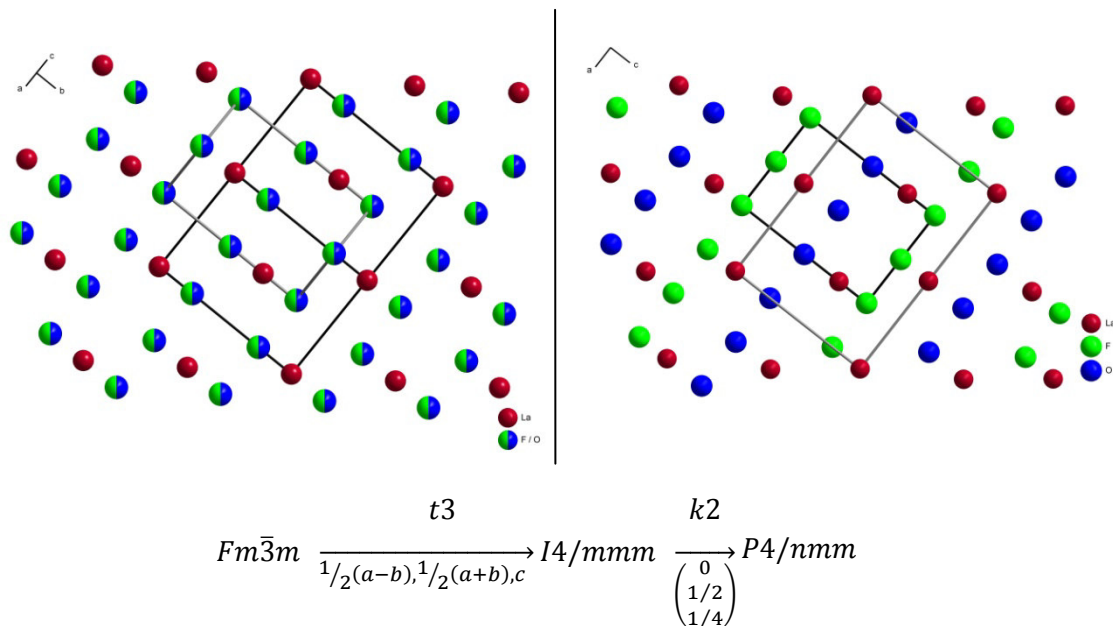 c
a
b
La
F / O
a
c
La
F
O
t3 k2
Fm3̄m → I4/mmm → P4/nmm
1/2(a−b),1/2(a+b),c
0
1/2
1/4